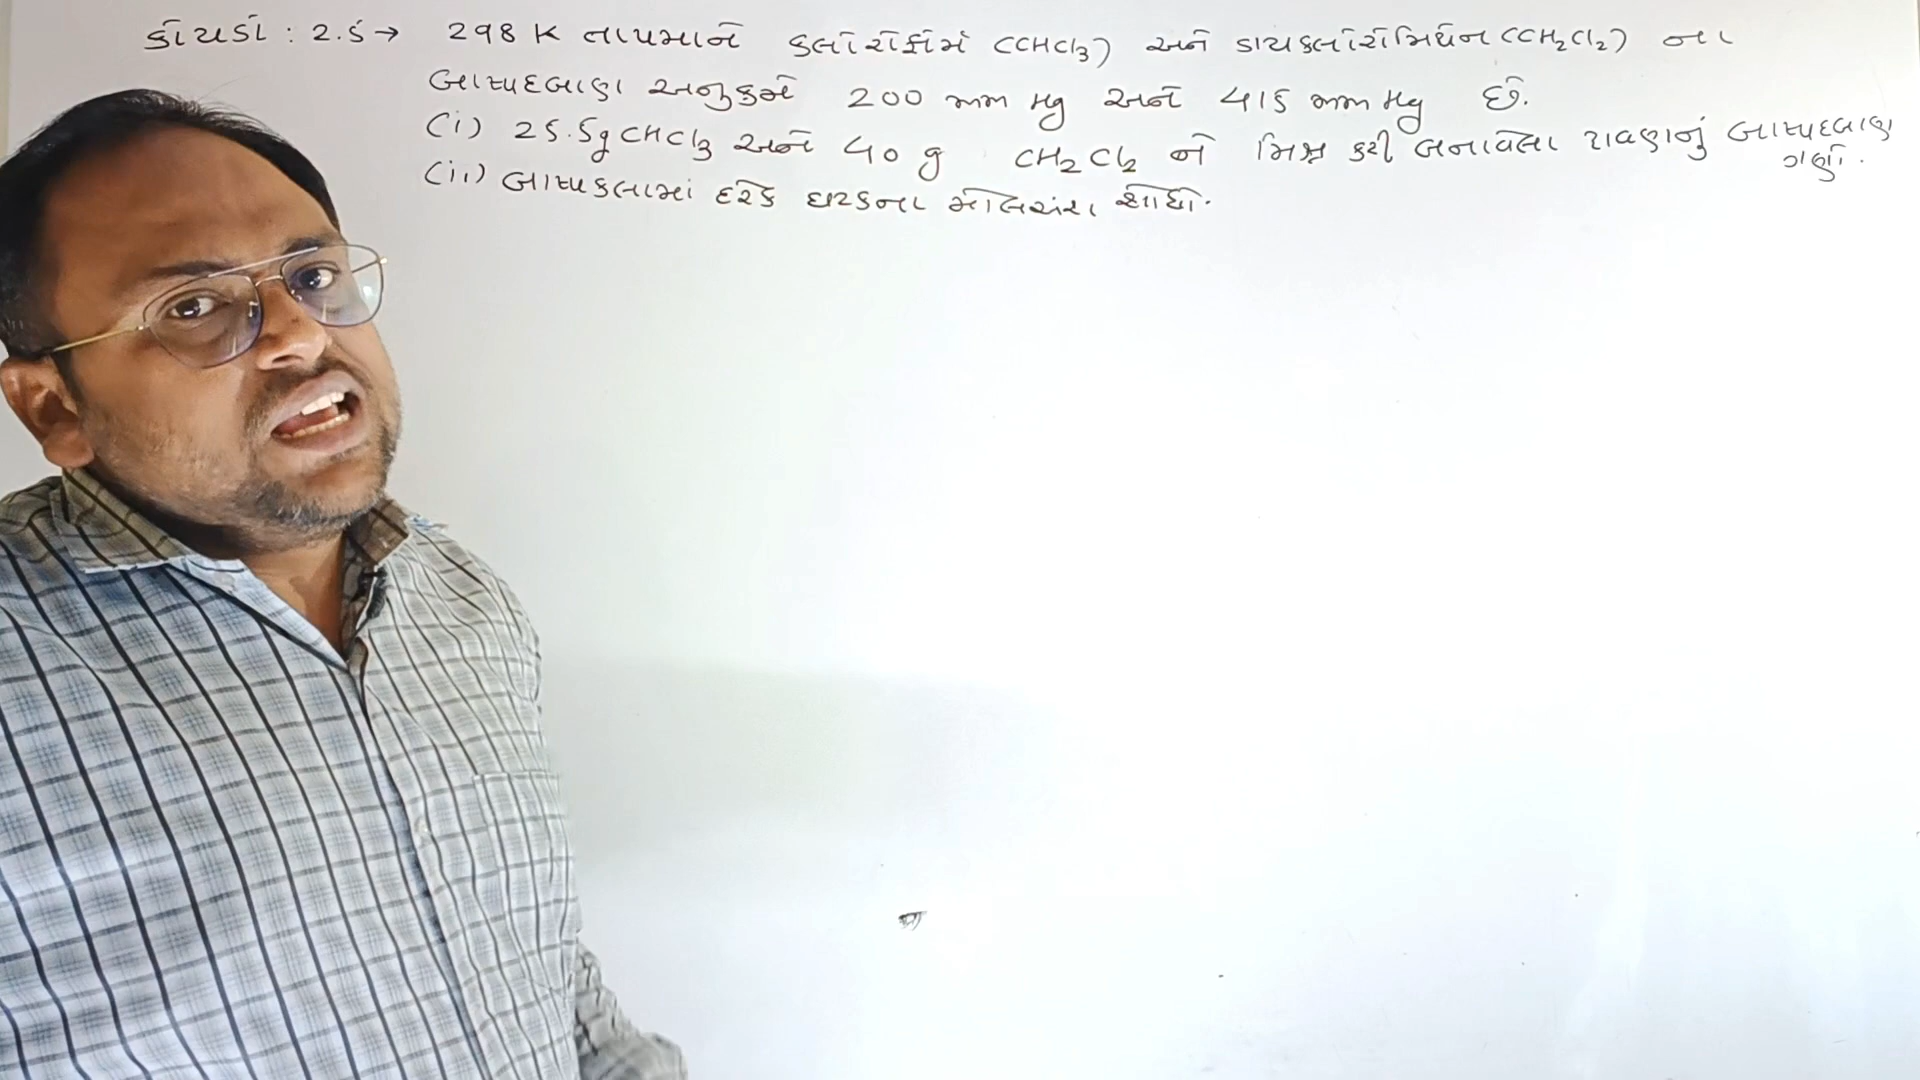 કોયડો : 2.5 → 298 K તાપમાને ક્લોરોફોર્મ (CHCl3) અને ડાયક્લોરોમિથેન (CH2Cl2) ના
બાષ્પદબાણ અનુક્રમે 200 mm Hg અને 415 mm Hg છે.
(i) 25.5g CHCl3 અને 40 g CH2Cl2 ને મિશ્ર કરી બનાવેલા દ્રાવણનું બાષ્પદબાણ
ગણો.
(ii) બાષ્પકલામાં દરેક ઘટકના મોલઅંશ શોધો.